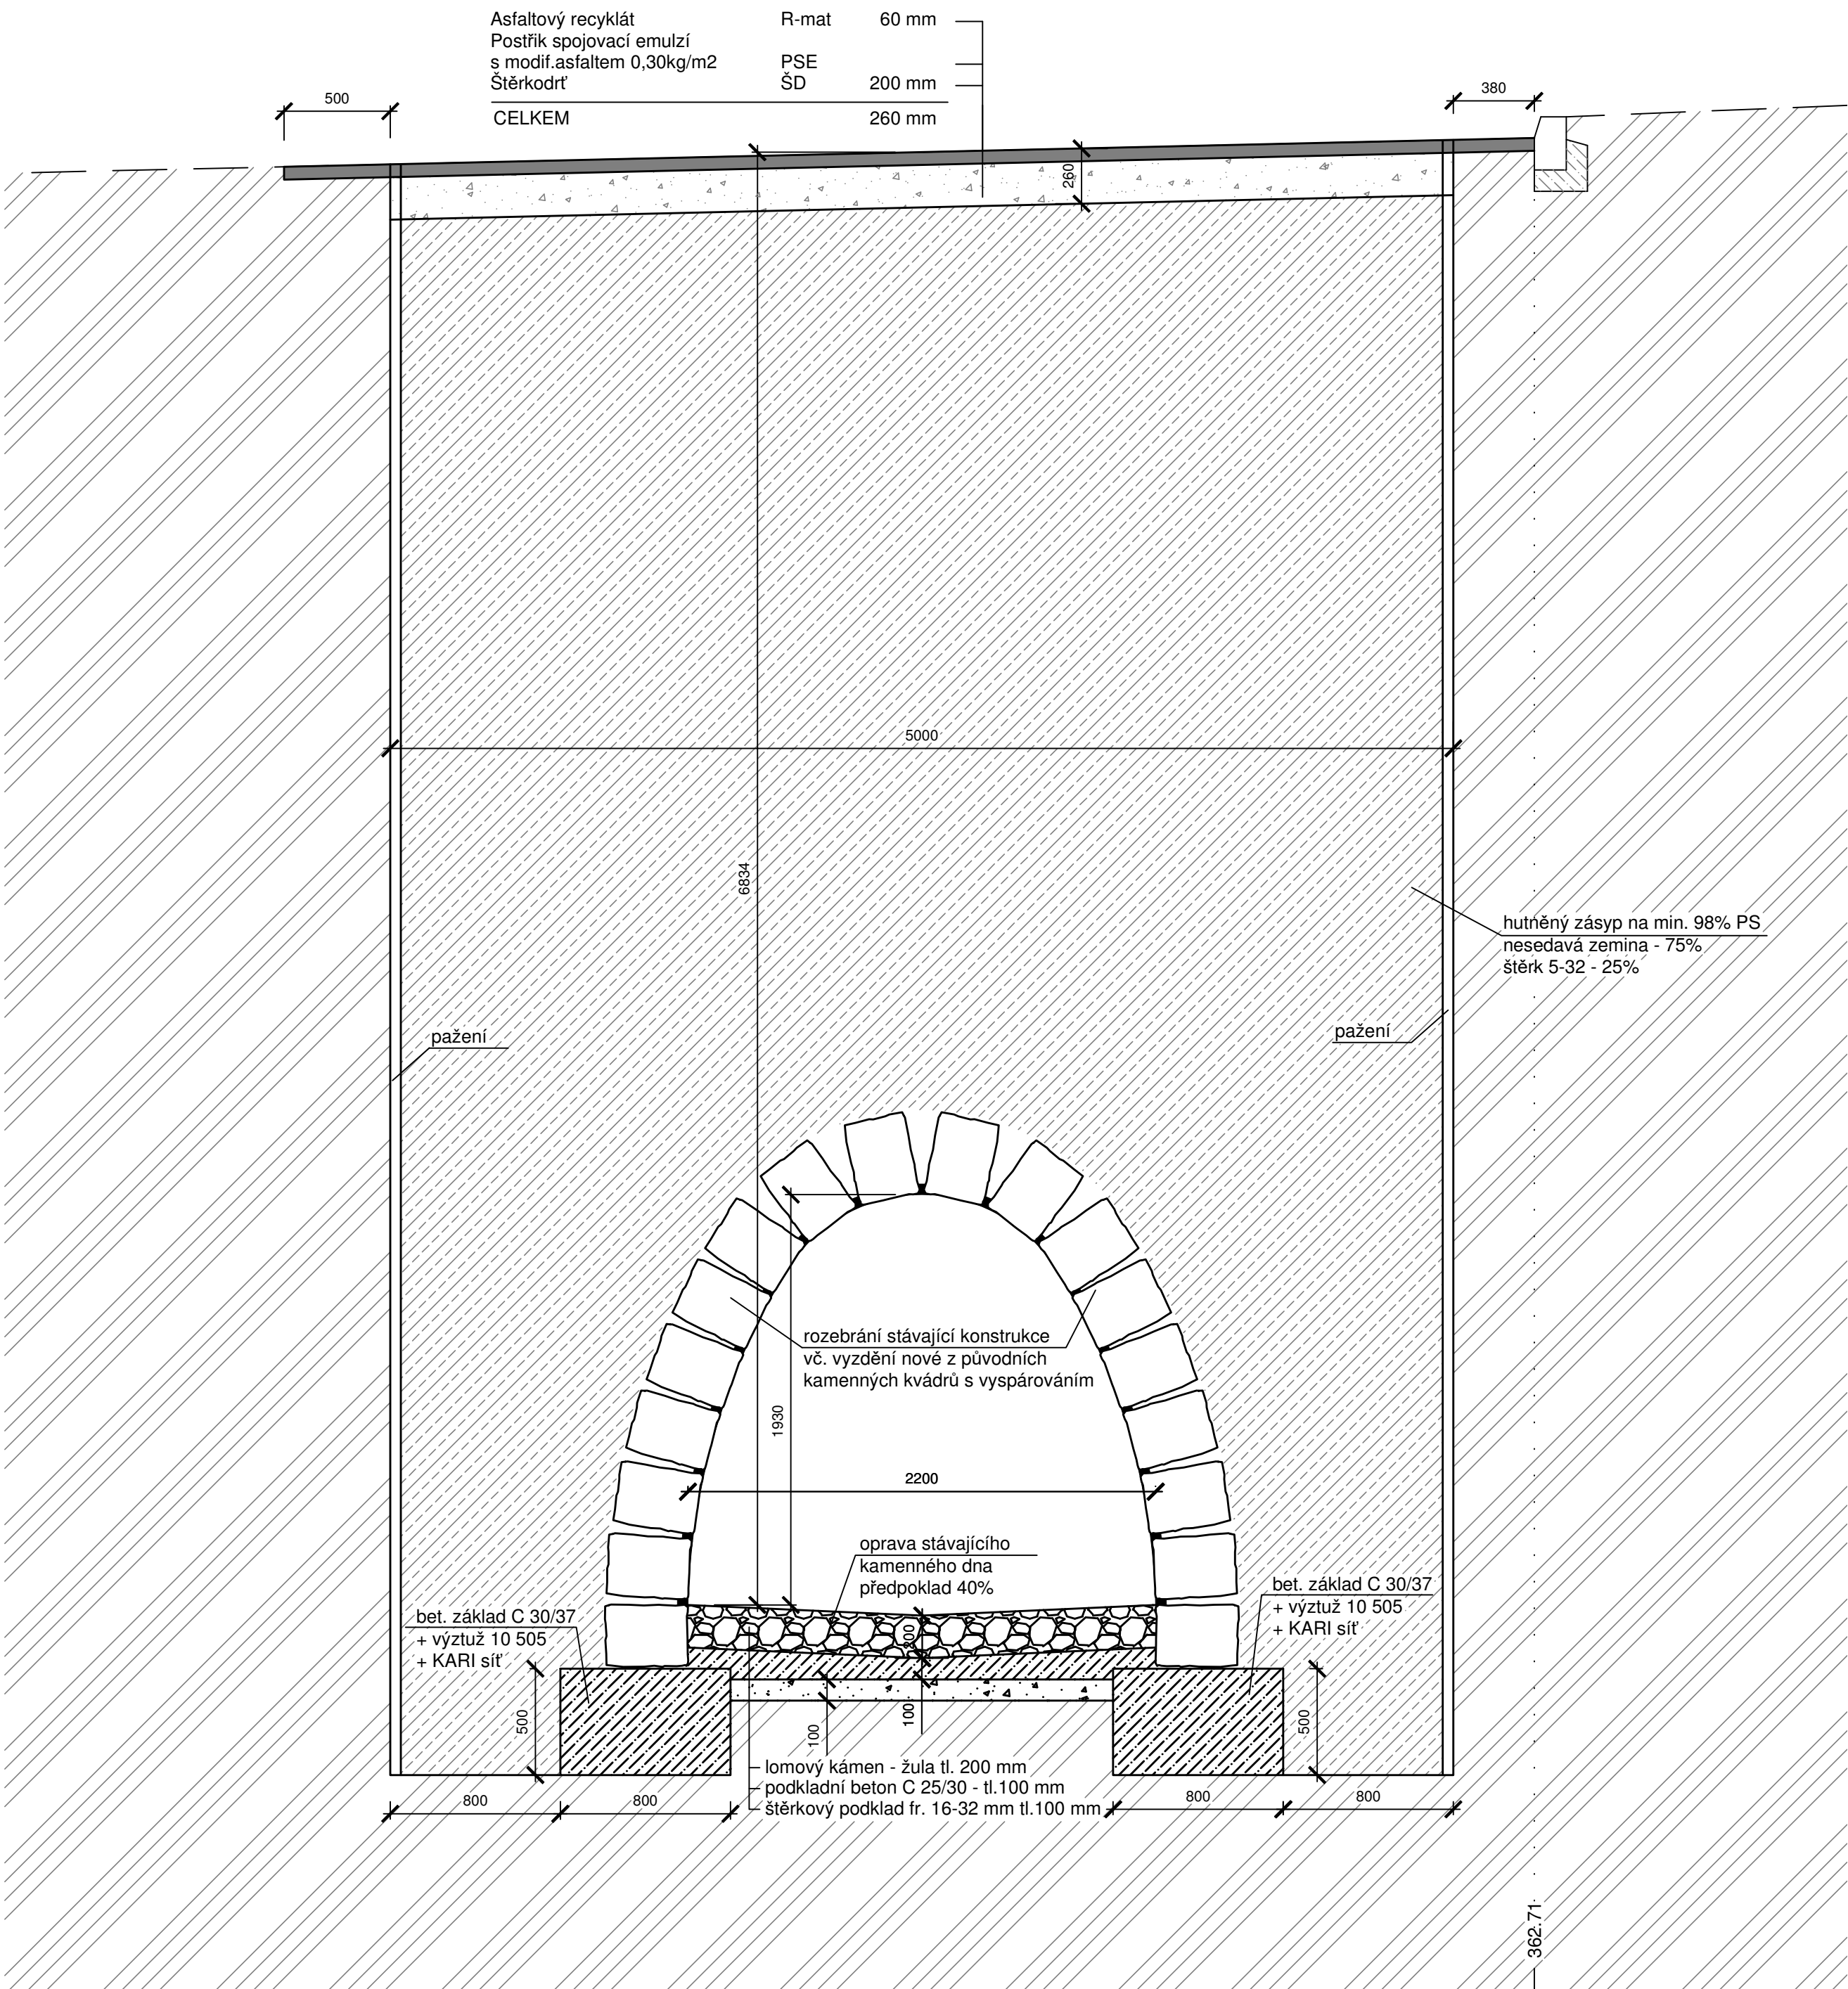 Asfaltový recyklát R-mat 60 mm
Postřik spojovací emulzí
s modif.asfaltem 0,30kg/m2 PSE
Štěrkodrť ŠD 200 mm
CELKEM 260 mm
500
380
260
5000
6834
hutněný zásyp na min. 98% PS
nesedavá zemina - 75%
štěrk 5-32 - 25%
pažení
pažení
rozebrání stávající konstrukce
vč. vyzdění nové z původních
kamenných kvádrů s vyspárováním
1930
2200
oprava stávajícího
kamenného dna
předpoklad 40%
bet. základ C 30/37
+ výztuž 10 505
+ KARI síť
bet. základ C 30/37
+ výztuž 10 505
+ KARI síť
200
500
100
100
500
lomový kámen - žula tl. 200 mm
podkladní beton C 25/30 - tl.100 mm
štěrkový podklad fr. 16-32 mm tl.100 mm
800
800
800
800
362.71